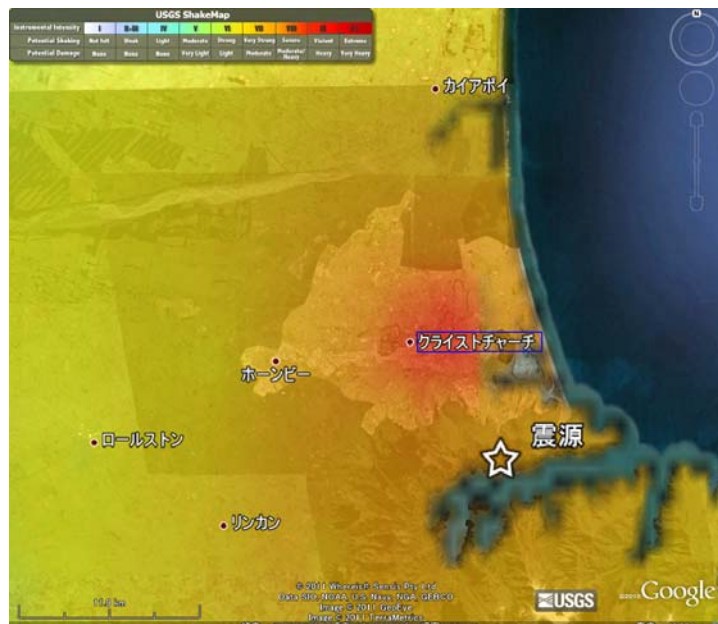 USGS ShakeMap
Instrumental Intensity I II-III IV V VI VII VIII
Potential Shaking Not felt Weak Light Moderate Strong Very Strong Severe Violent Extreme
Potential Damage None None None Very Light Light Moderate Moderate/Heavy Heavy Very Heavy
N
カイアポイ
クライストチャーチ
ホーンビー
震源
ロールストン
リンカン
© 2011 Whereis® Sensis Pty Ltd
Data SIO, NOAA, U.S. Navy, NGA, GEBCO
Image © 2011 GeoEye
Image © 2011 TerraMetrics
11.8 km
USGS
©2010 Google